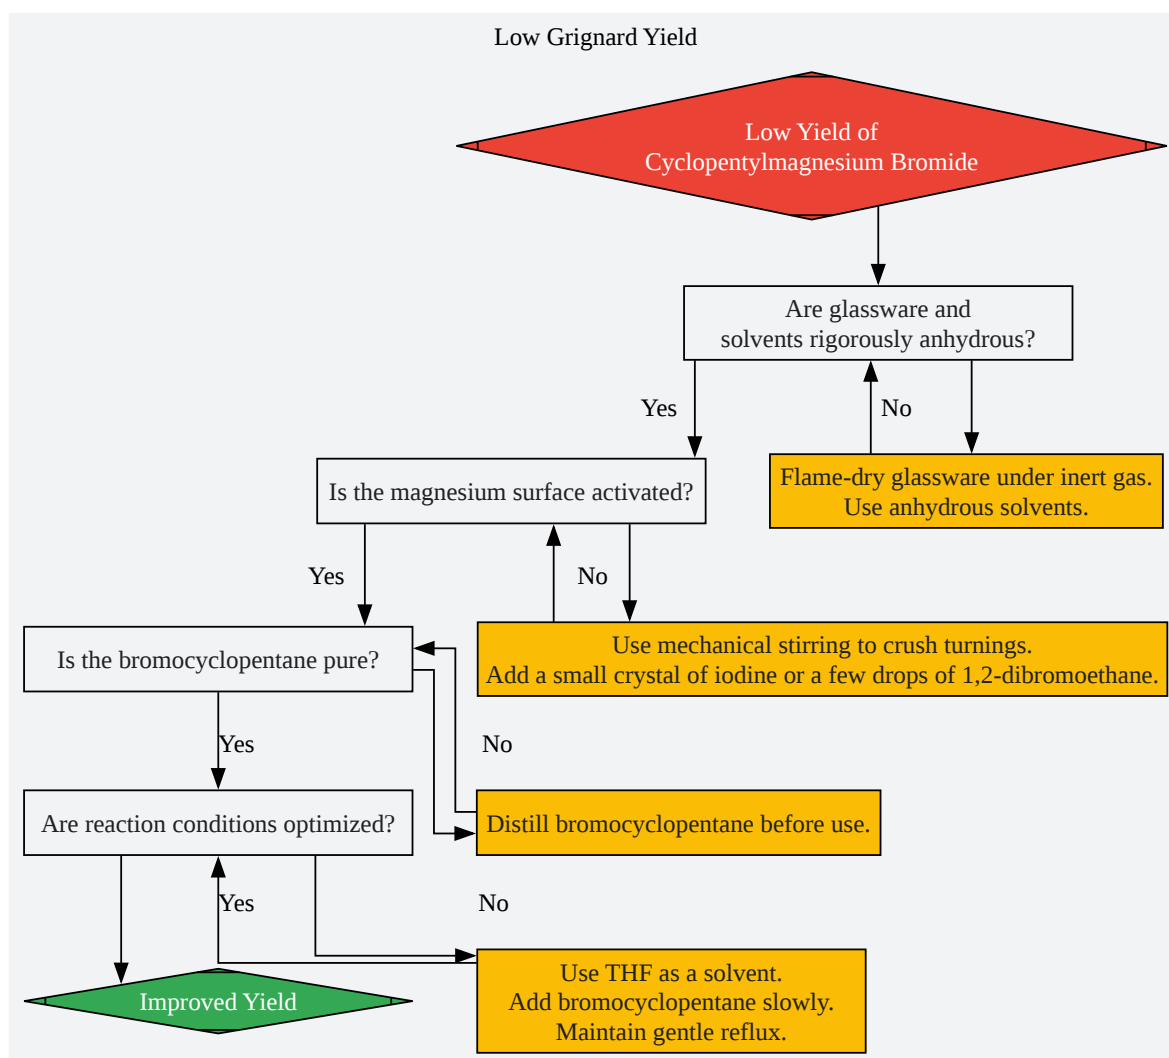 Low Grignard Yield
Low Yield of
Cyclopentylmagnesium Bromide
Are glassware and
solvents rigorously anhydrous?
Yes
No
Is the magnesium surface activated?
Flame-dry glassware under inert gas.
Use anhydrous solvents.
Yes
No
Is the bromocyclopentane pure?
Use mechanical stirring to crush turnings.
Add a small crystal of iodine or a few drops of 1,2-dibromoethane.
Yes
No
Are reaction conditions optimized?
Distill bromocyclopentane before use.
Yes
No
Improved Yield
Use THF as a solvent.
Add bromocyclopentane slowly.
Maintain gentle reflux.